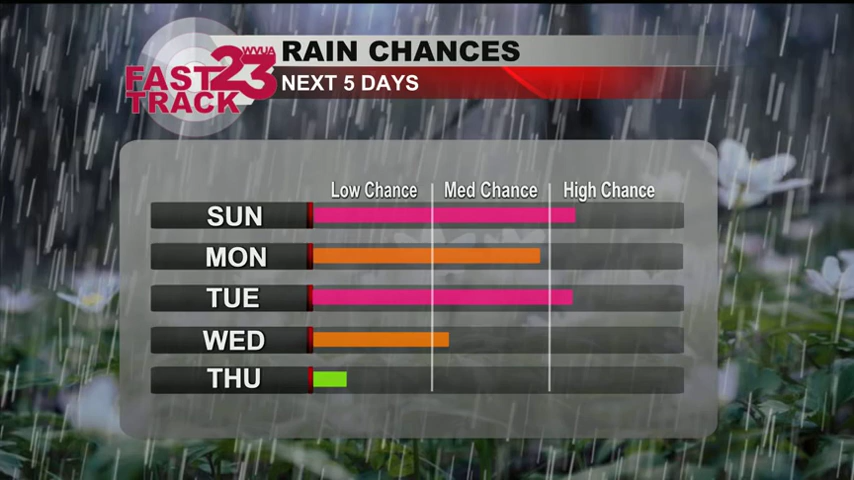 WVUA
23
FAST
TRACK
RAIN CHANCES
NEXT 5 DAYS
Low Chance Med Chance High Chance
SUN
MON
TUE
WED
THU